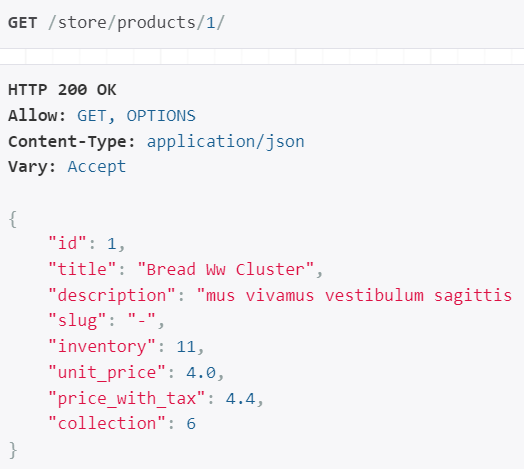 GET /store/products/1/
HTTP 200 OK
Allow: GET, OPTIONS
Content-Type: application/json
Vary: Accept
{
    "id": 1,
    "title": "Bread Ww Cluster",
    "description": "mus vivamus vestibulum sagittis
    "slug": "-",
    "inventory": 11,
    "unit_price": 4.0,
    "price_with_tax": 4.4,
    "collection": 6
}